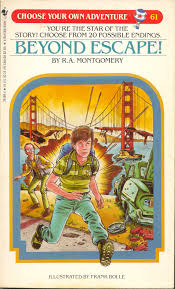 CHOOSE YOUR OWN ADVENTURE® 61
YOU'RE THE STAR OF THE
STORY! CHOOSE FROM 20 POSSIBLE ENDINGS.
BEYOND ESCAPE!
BY R.A. MONTGOMERY
ILLUSTRATED BY FRANK BOLLE